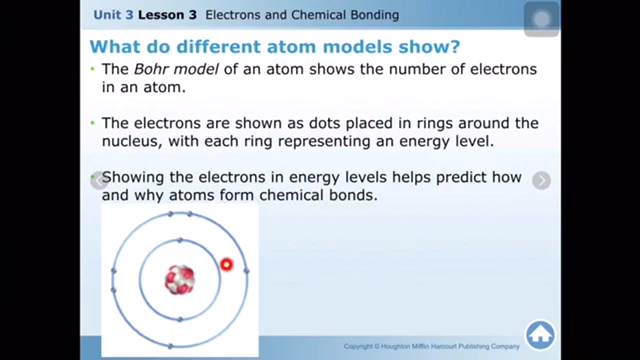 Unit 3 Lesson 3 Electrons and Chemical Bonding
What do different atom models show?
• The Bohr model of an atom shows the number of electrons
in an atom.
• The electrons are shown as dots placed in rings around the
nucleus, with each ring representing an energy level.
• Showing the electrons in energy levels helps predict how
and why atoms form chemical bonds.
Copyright © Houghton Mifflin Harcourt Publishing Company